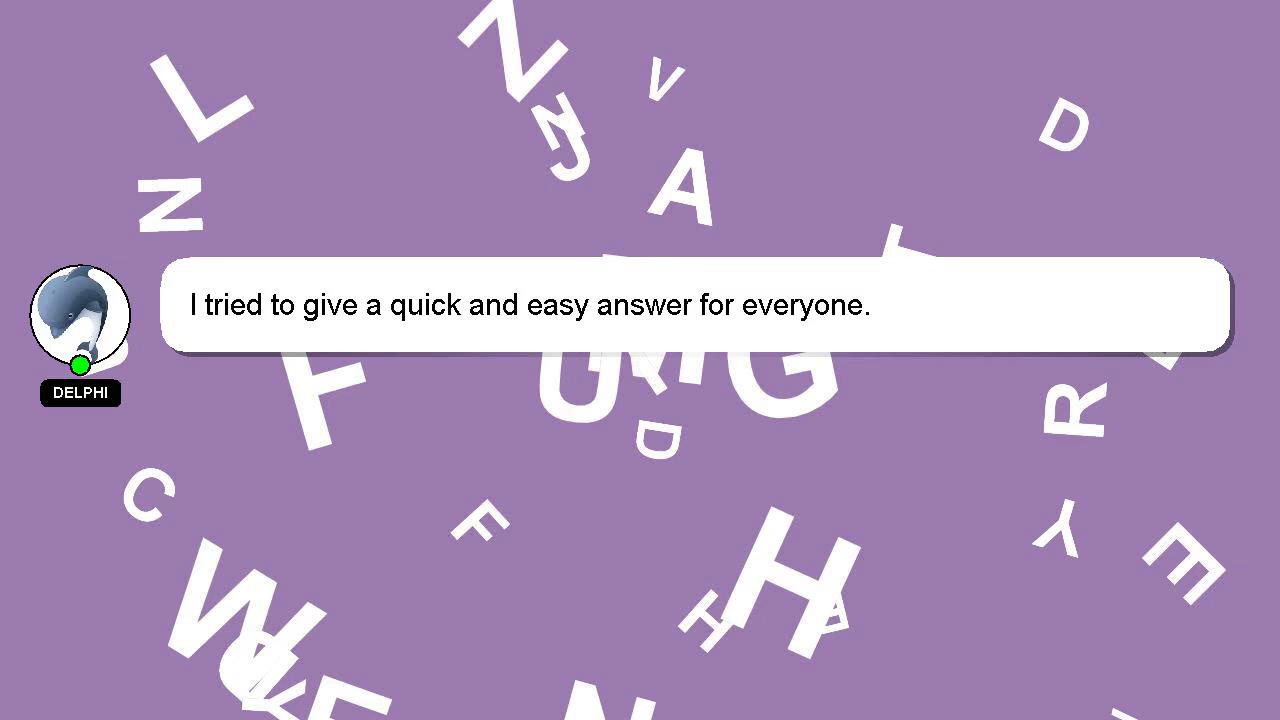 I tried to give a quick and easy answer for everyone.
DELPHI
L
N
V
D
N
J
A
N
F
U
G
D
R
C
F
Y
E
H
W
H